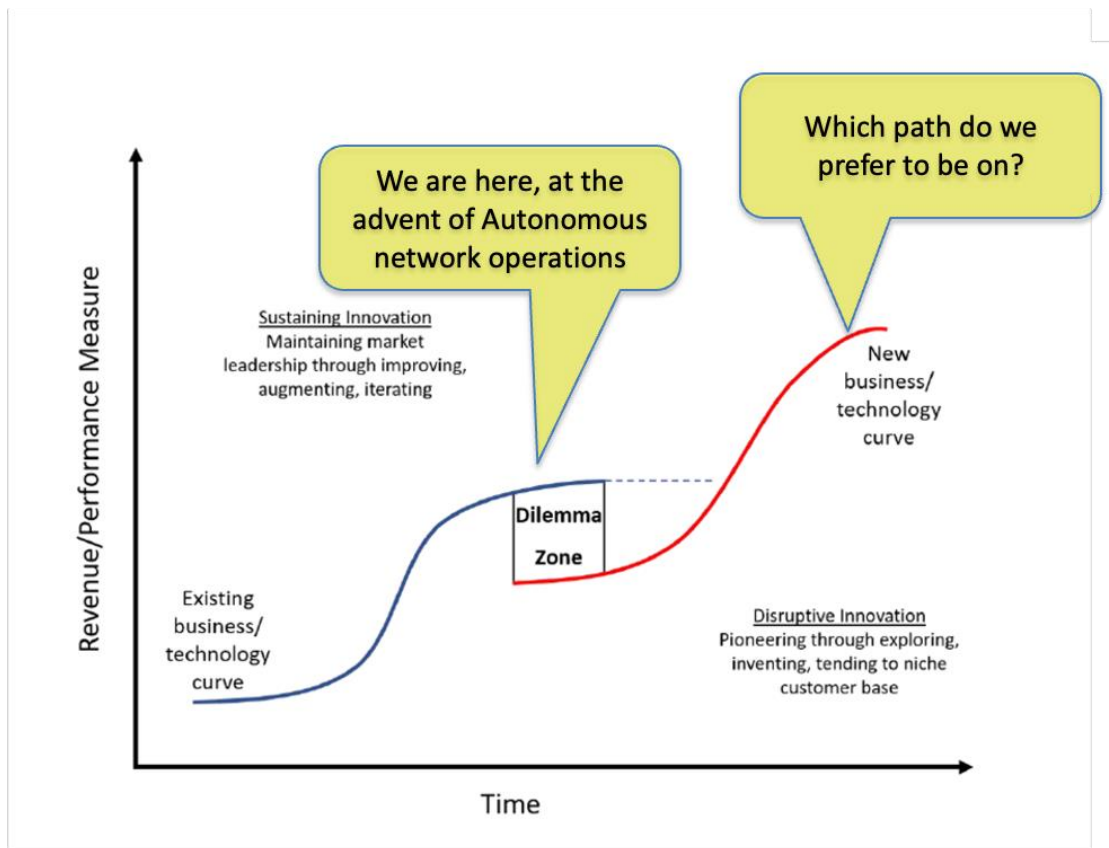 Which path do we
prefer to be on?
We are here, at the
advent of Autonomous
network operations
Revenue/Performance Measure
Sustaining Innovation
Maintaining market
leadership through improving,
augmenting, iterating
New
business/
technology
curve
Dilemma
Zone
Existing
business/
technology
curve
Disruptive Innovation
Pioneering through exploring,
inventing, tending to niche
customer base
Time